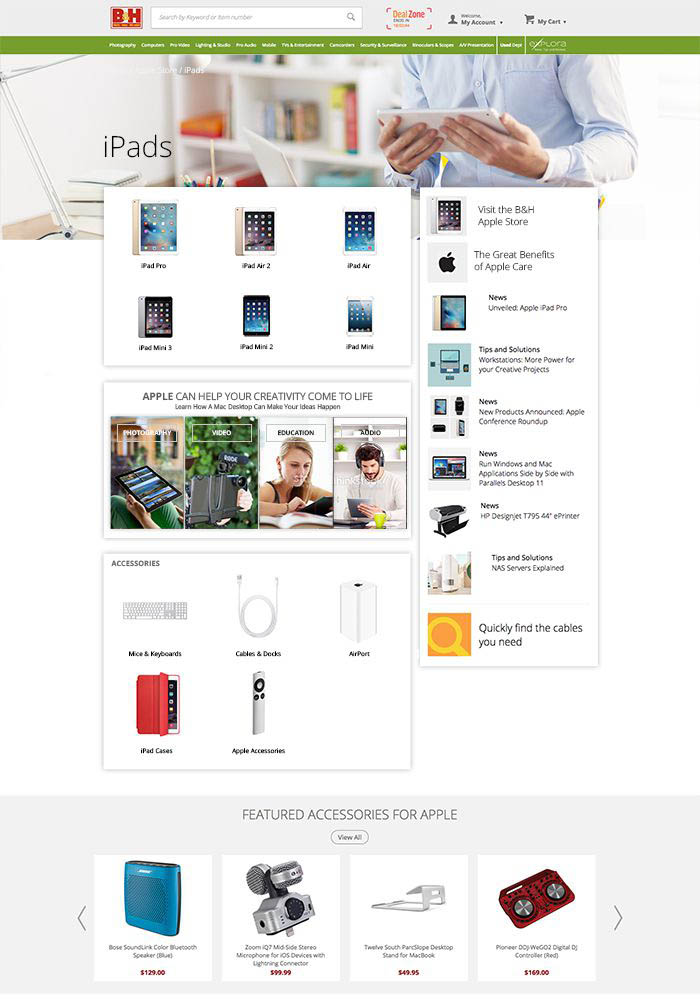 B&H
Search by Keyword or item number
Deal Zone
ENDS IN
Welcome,
My Account
My Cart
Photography Computers Pro Video Lighting & Studio Pro Audio Mobile TVs & Entertainment Camcorders Security & Surveillance Binoculars & Scopes A/V Presentation Used Dept explora
Store / iPads
iPads
iPad Pro
iPad Air 2
iPad Air
iPad Mini 3
iPad Mini 2
iPad Mini
Visit the B&H
Apple Store
The Great Benefits
of Apple Care
News
Unveiled: Apple iPad Pro
Tips and Solutions
Workstations: More Power for
your Creative Projects
News
New Products Announced: Apple
Conference Roundup
News
Run Windows and Mac
Applications Side by Side with
Parallels Desktop 11
News
HP Designjet T795 44" ePrinter
Tips and Solutions
NAS Servers Explained
Quickly find the cables
you need
APPLE CAN HELP YOUR CREATIVITY COME TO LIFE
Learn How A Mac Desktop Can Make Your Ideas Happen
PHOTOGRAPHY
VIDEO
EDUCATION
AUDIO
RODE
thinkstock
ACCESSORIES
Mice & Keyboards
Cables & Docks
AirPort
iPad Cases
Apple Accessories
FEATURED ACCESSORIES FOR APPLE
View All
BOSE
Bose SoundLink Color Bluetooth
Speaker (Blue)
$129.00
Zoom iQ7 Mid-Side Stereo
Microphone for iOS Devices with
Lightning Connector
$99.99
Twelve South ParcSlope Desktop
Stand for MacBook
$49.95
Pioneer DDJ-WeGO2 Digital DJ
Controller (Red)
$169.00